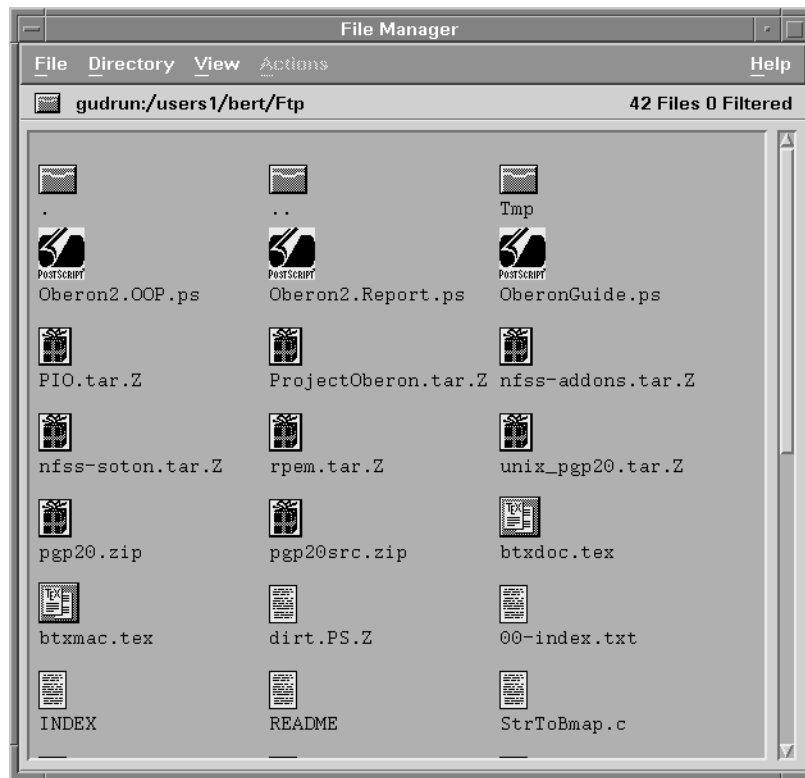 File Manager
File Directory View Actions Help
gudrun:/users1/bert/Ftp 42 Files 0 Filtered
. .. Tmp
PostScript PostScript PostScript
Oberon2.OOP.ps Oberon2.Report.ps OberonGuide.ps
PIO.tar.Z ProjectOberon.tar.Z nfss-addons.tar.Z
nfss-soton.tar.Z rpem.tar.Z unix_pgp20.tar.Z
TEX
pgp20.zip pgp20src.zip btxdoc.tex
TEX
btxmac.tex dirt.PS.Z 00-index.txt
INDEX README StrToBmap.c